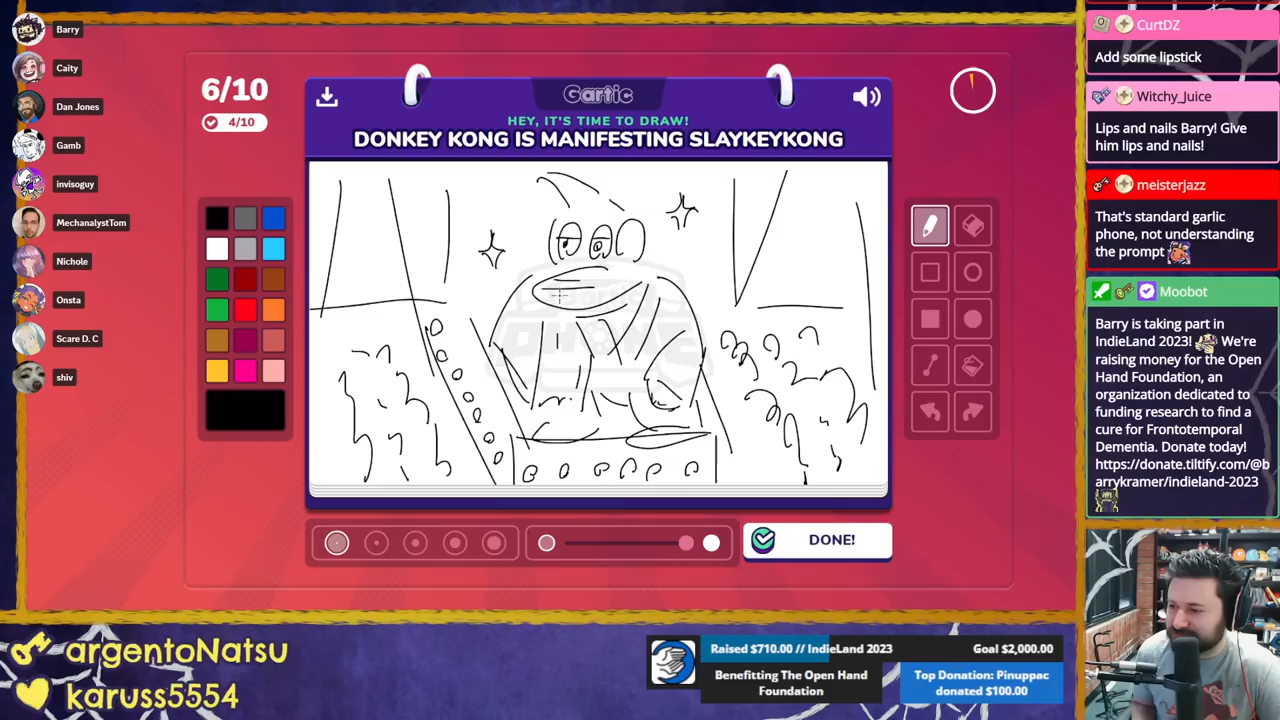 Barry
Caity
Dan Jones
Gamb
invisoguy
MechanalystTom
Nichole
Onsta
Scare D. C
shiv
6/10
4/10
Gartic
HEY, IT'S TIME TO DRAW!
DONKEY KONG IS MANIFESTING SLAYKEYKONG
DONE!
CurtDZ
Add some lipstick
Witchy_Juice
Lips and nails Barry! Give
him lips and nails!
meisterjazz
That's standard garlic
phone, not understanding
the prompt
Moobot
Barry is taking part in
IndieLand 2023! We're
raising money for the Open
Hand Foundation, an
organization dedicated to
funding research to find a
cure for Frontotemporal
Dementia. Donate today!
https://donate.tiltify.com/@b
arrykramer/indieland-2023
argentoNatsu
karuss5554
Raised $710.00 // IndieLand 2023
Goal $2,000.00
Benefitting The Open Hand
Foundation
Top Donation: Pinuppac
donated $100.00